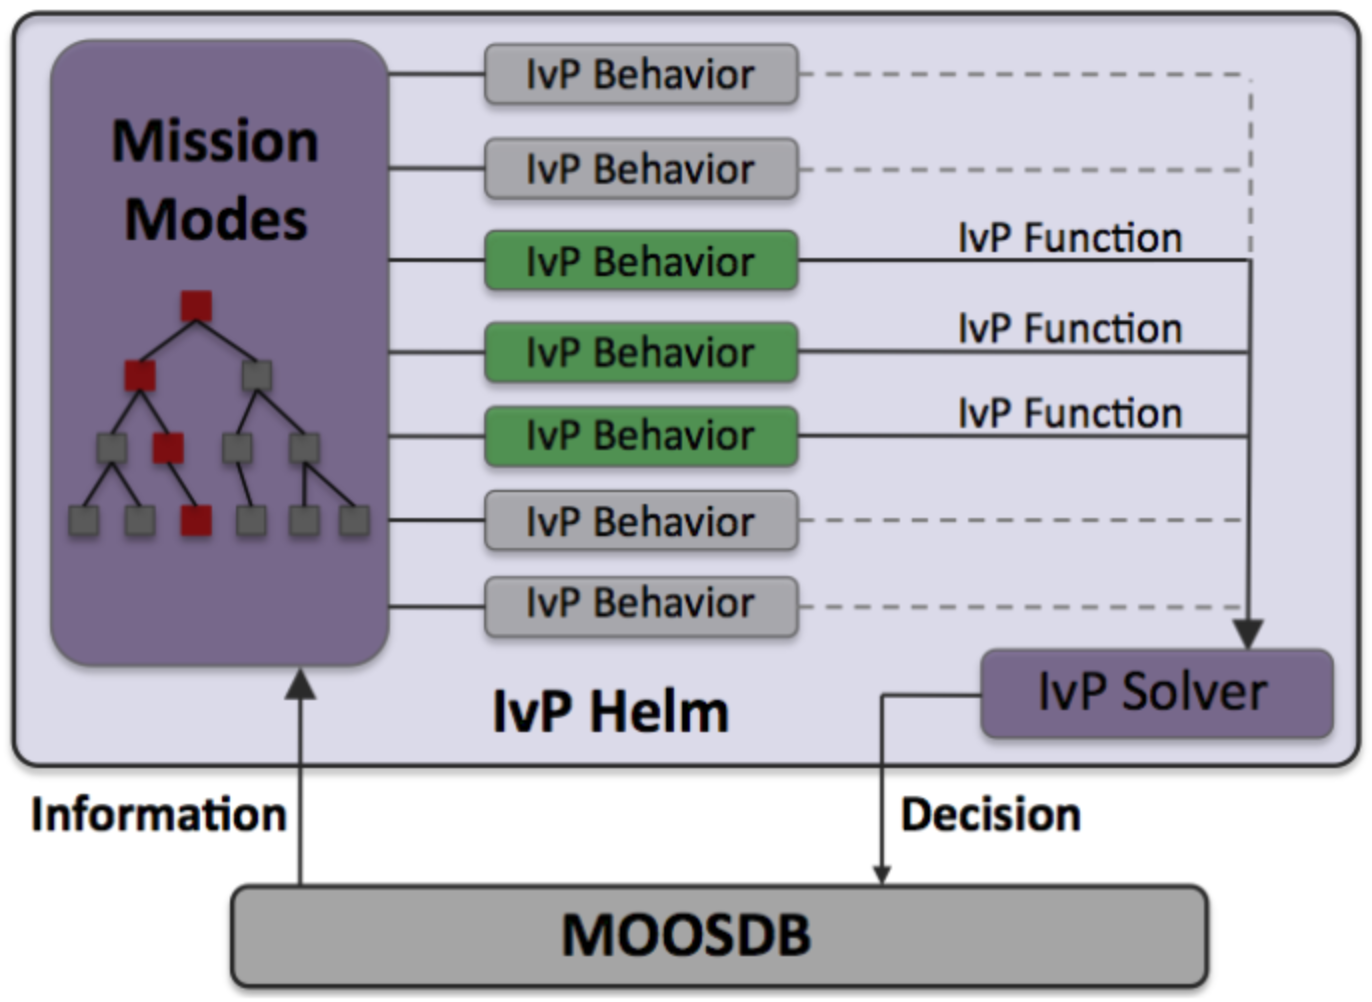 Mission
Modes
IvP Behavior
IvP Behavior
IvP Behavior
IvP Function
IvP Behavior
IvP Function
IvP Behavior
IvP Function
IvP Behavior
IvP Behavior
IvP Helm
IvP Solver
Information
Decision
MOOSDB